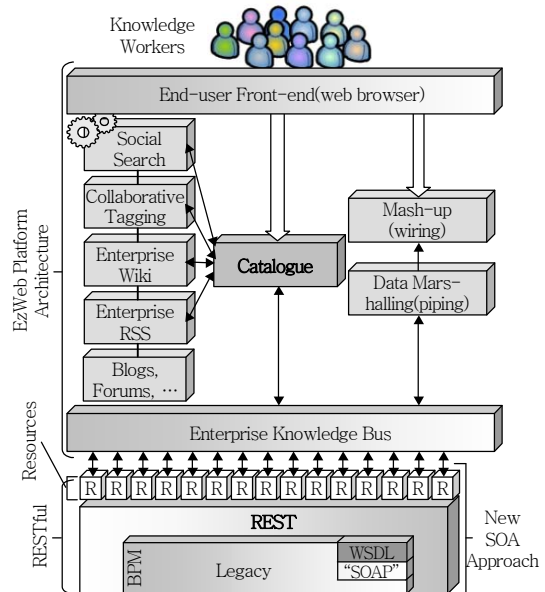 Knowledge
Workers
End-user Front-end(web browser)
Social
Search
Collaborative
Tagging
Enterprise
Wiki
Enterprise
RSS
Blogs,
Forums, …
Catalogue
Mash-up
(wiring)
Data Mars-
halling(piping)
EzWeb Platform
Architecture
Enterprise Knowledge Bus
Resources
R R R R R R R R R R R R R R R
RESTful
REST
BPM
Legacy
WSDL
“SOAP”
New
SOA
Approach